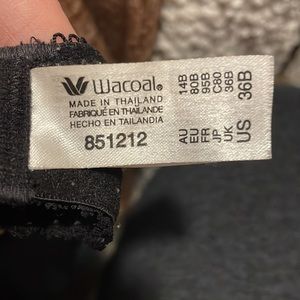 Wacoal®
MADE IN THAILAND
FABRIQUÉ EN THAÏLANDE
HECHO EN TAILANDIA
851212
AU 14B
EU 80B
FR 95B
JP C80
UK 36B
US 36B